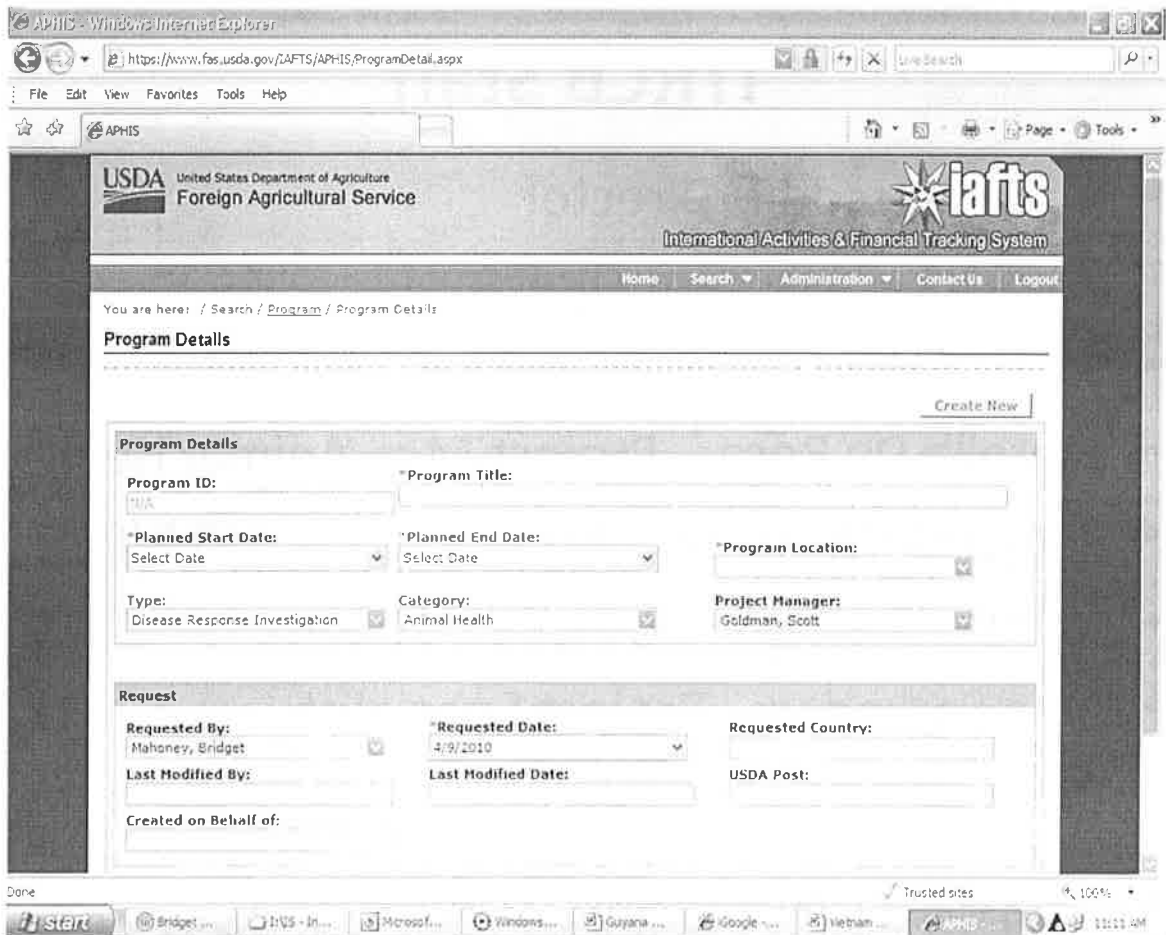 APHIS - Windows Internet Explorer
https://www.fas.usda.gov/IAFTS/APHIS/ProgramDetail.aspx
Live Search
File Edit View Favorites Tools Help
APHIS
Page Tools
USDA United States Department of Agriculture
Foreign Agricultural Service
iafts
International Activities & Financial Tracking System
Home Search Administration Contact Us Logout
You are here: / Search / Program / Program Details
Program Details
Create New
Program Details
Program ID: *Program Title:
N/A
*Planned Start Date: *Planned End Date: *Program Location:
Select Date Select Date
Type: Category: Project Manager:
Disease Response Investigation Animal Health Goldman, Scott
Request
Requested By: *Requested Date: Requested Country:
Mahoney, Bridget 4/9/2010
Last Modified By: Last Modified Date: USDA Post:
Created on Behalf of:
Done Trusted sites 100%
start Bridget ... Microsof... Windows... Guyana ... iGoogle -... Vietnam ... APHIS - ... 11:11 AM